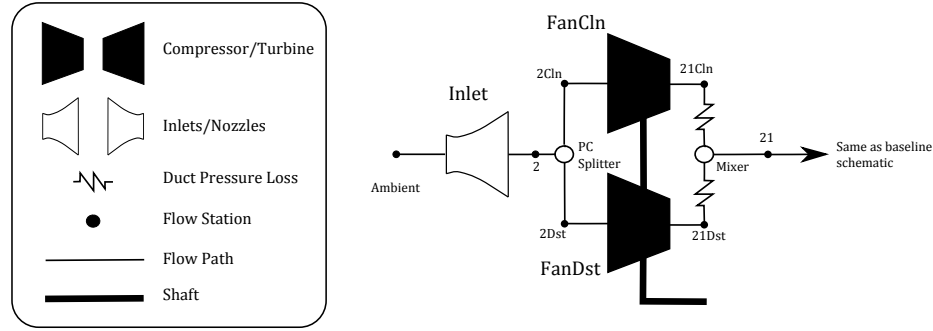 Compressor/Turbine
Inlets/Nozzles
Duct Pressure Loss
Flow Station
Flow Path
Shaft
FanCln
2Cln
21Cln
Inlet
Ambient
2
PC
Splitter
Mixer
21
Same as baseline
schematic
2Dst
21Dst
FanDst